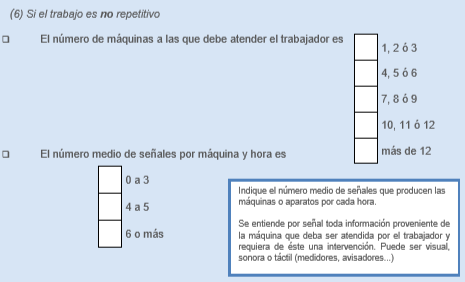 (6) Si el trabajo es no repetitivo
El número de máquinas a las que debe atender el trabajador es
1, 2 ó 3
4, 5 ó 6
7, 8 ó 9
10, 11 ó 12
más de 12
El número medio de señales por máquina y hora es
0 a 3
4 a 5
6 o más
Indique el número medio de señales que producen las
máquinas o aparatos por cada hora.
Se entiende por señal toda información proveniente de
la máquina que deba ser atendida por el trabajador y
requiera de éste una intervención. Puede ser visual,
sonora o táctil (medidores, avisadores...)